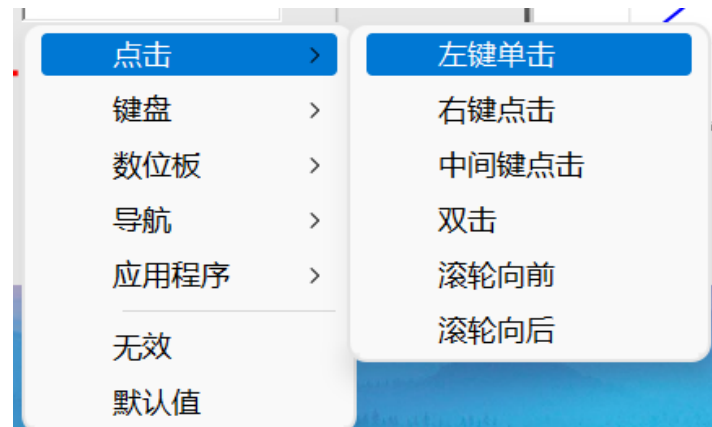 点击
键盘
数位板
导航
应用程序
无效
默认值
左键单击
右键点击
中间键点击
双击
滚轮向前
滚轮向后